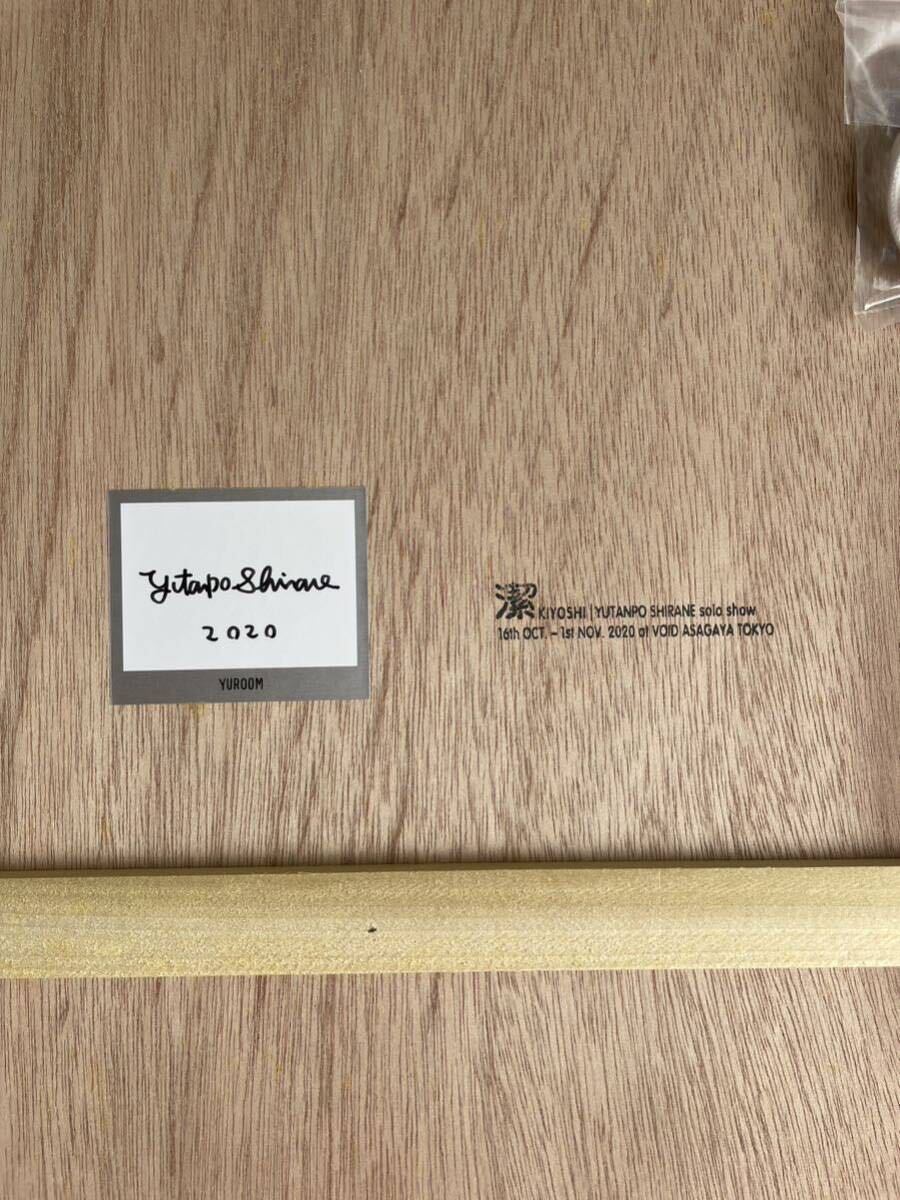 Yutanpo Shirane
2020
YUROOM
潔 KIYOSHI | YUTANPO SHIRANE solo show
16th OCT. – 1st NOV. 2020 at VOID ASAGAYA TOKYO